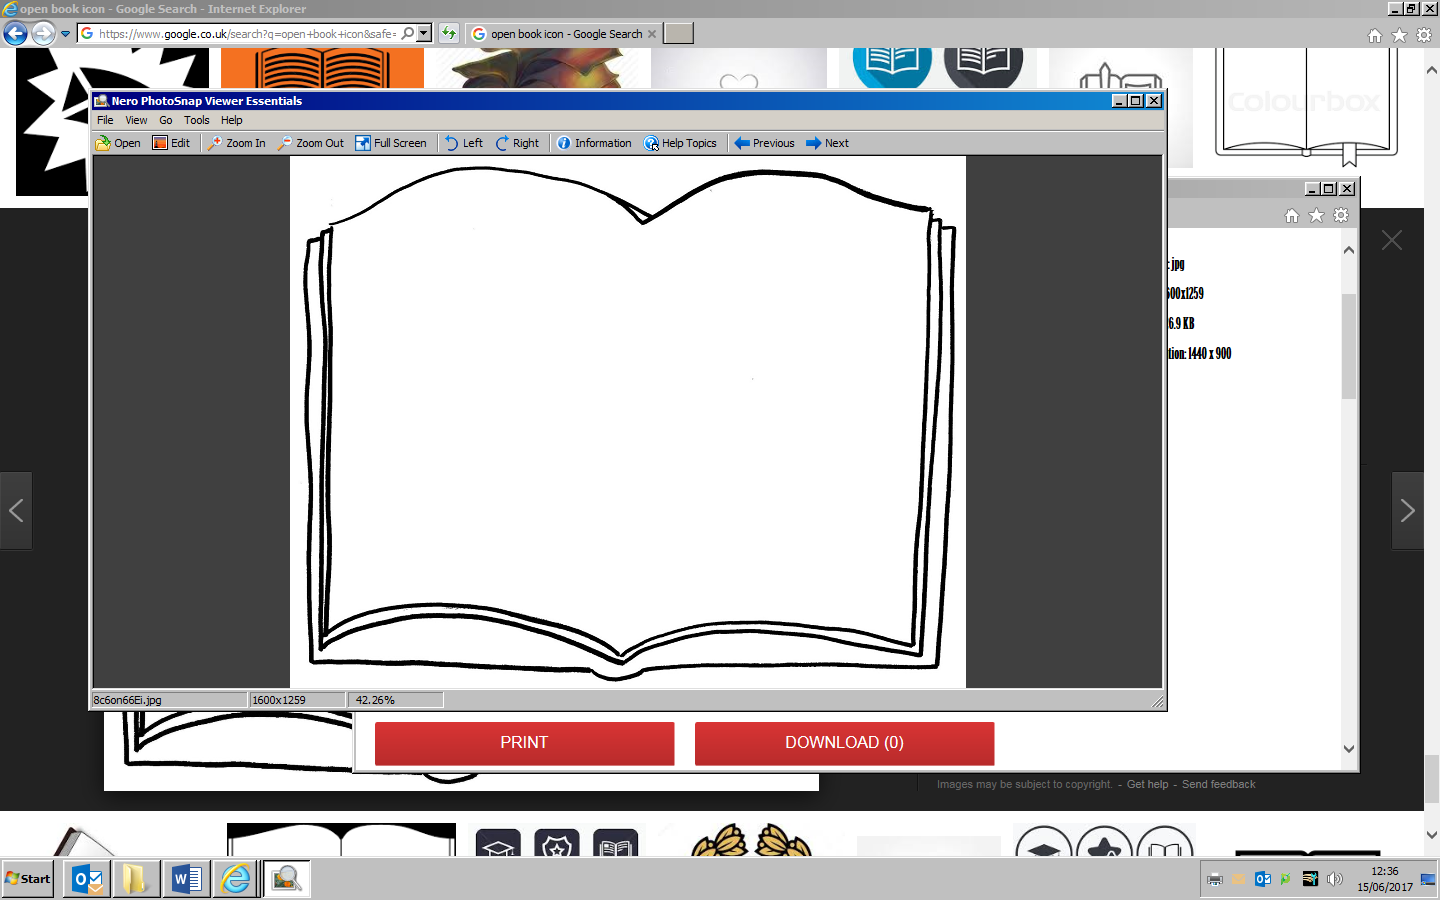 open book icon - Google Search - Internet Explorer
https://www.google.co.uk/search?q=open+book+icon&safe=
open book icon - Google Search
Colourbox
Nero PhotoSnap Viewer Essentials
File View Go Tools Help
Open Edit Zoom In Zoom Out Full Screen Left Right Information Help Topics Previous Next
: jpg
600x1259
6.9 KB
tion: 1440 x 900
8c6on66Ei.jpg 1600x1259 42.26%
PRINT DOWNLOAD (0)
Images may be subject to copyright. - Get help - Send feedback
Start
12:36
15/06/2017